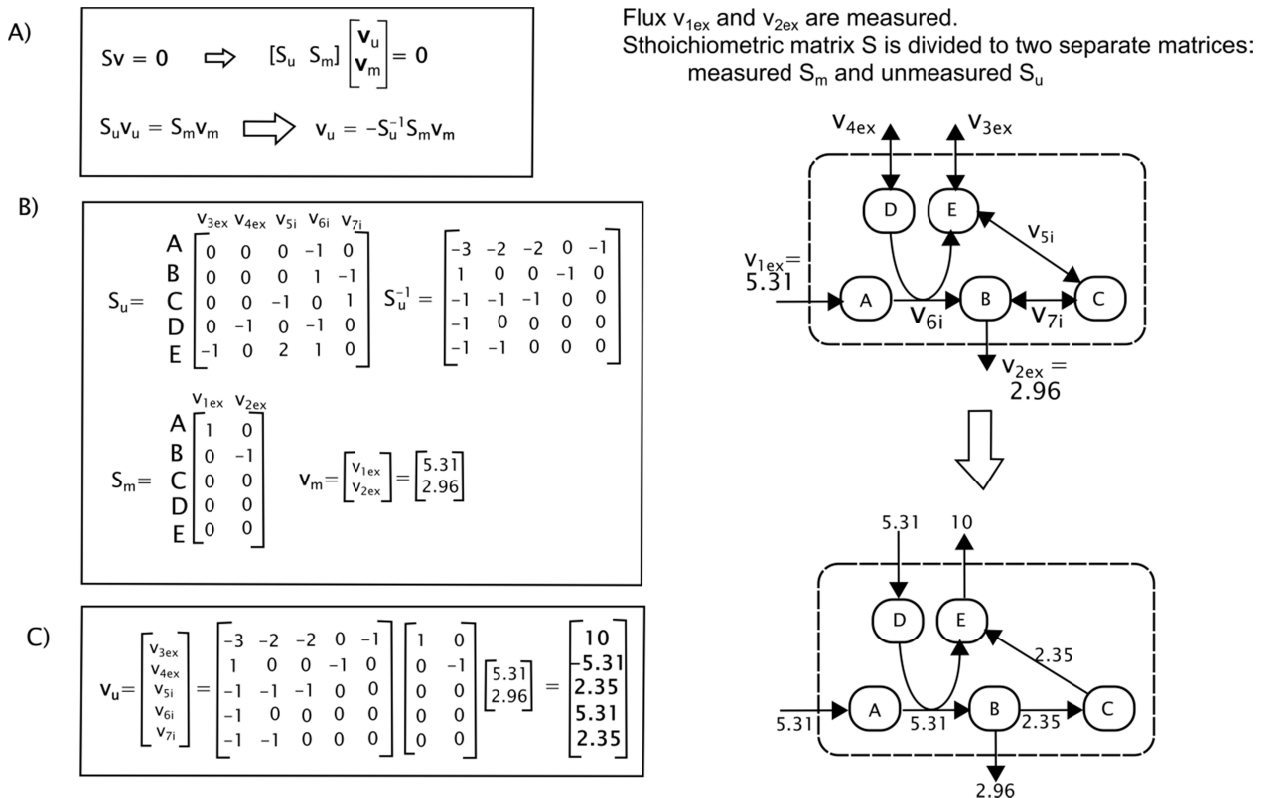 A)
Sv = 0 ⇨ [Su Sm] [vu vm] = 0
Suvu = Smvm ⇨ vu = -Su⁻¹Smvm
Flux v1ex and v2ex are measured.
Sthoichiometric matrix S is divided to two separate matrices:
measured Sm and unmeasured Su
B)
v3ex v4ex v5i v6i v7i
Su=
A 0 0 0 -1 0
B 0 0 0 1 -1
C 0 0 -1 0 1
D 0 -1 0 -1 0
E -1 0 2 1 0
Su⁻¹ =
-3 -2 -2 0 -1
1 0 0 -1 0
-1 -1 -1 0 0
-1 0 0 0 0
-1 -1 0 0 0
v1ex v2ex
Sm=
A 1 0
B 0 -1
C 0 0
D 0 0
E 0 0
vm= [v1ex v2ex] = [5.31 2.96]
C)
vu=
v3ex
v4ex
v5i
v6i
v7i
=
-3 -2 -2 0 -1
1 0 0 -1 0
-1 -1 -1 0 0
-1 0 0 0 0
-1 -1 0 0 0
1 0
0 -1
0 0
0 0
0 0
5.31
2.96
=
10
-5.31
2.35
5.31
2.35
v4ex v3ex
D E
v5i
v1ex=
5.31
A B C
v6i v7i
v2ex =
2.96
5.31 10
D E
2.35
A B C
5.31 5.31 2.35
2.96